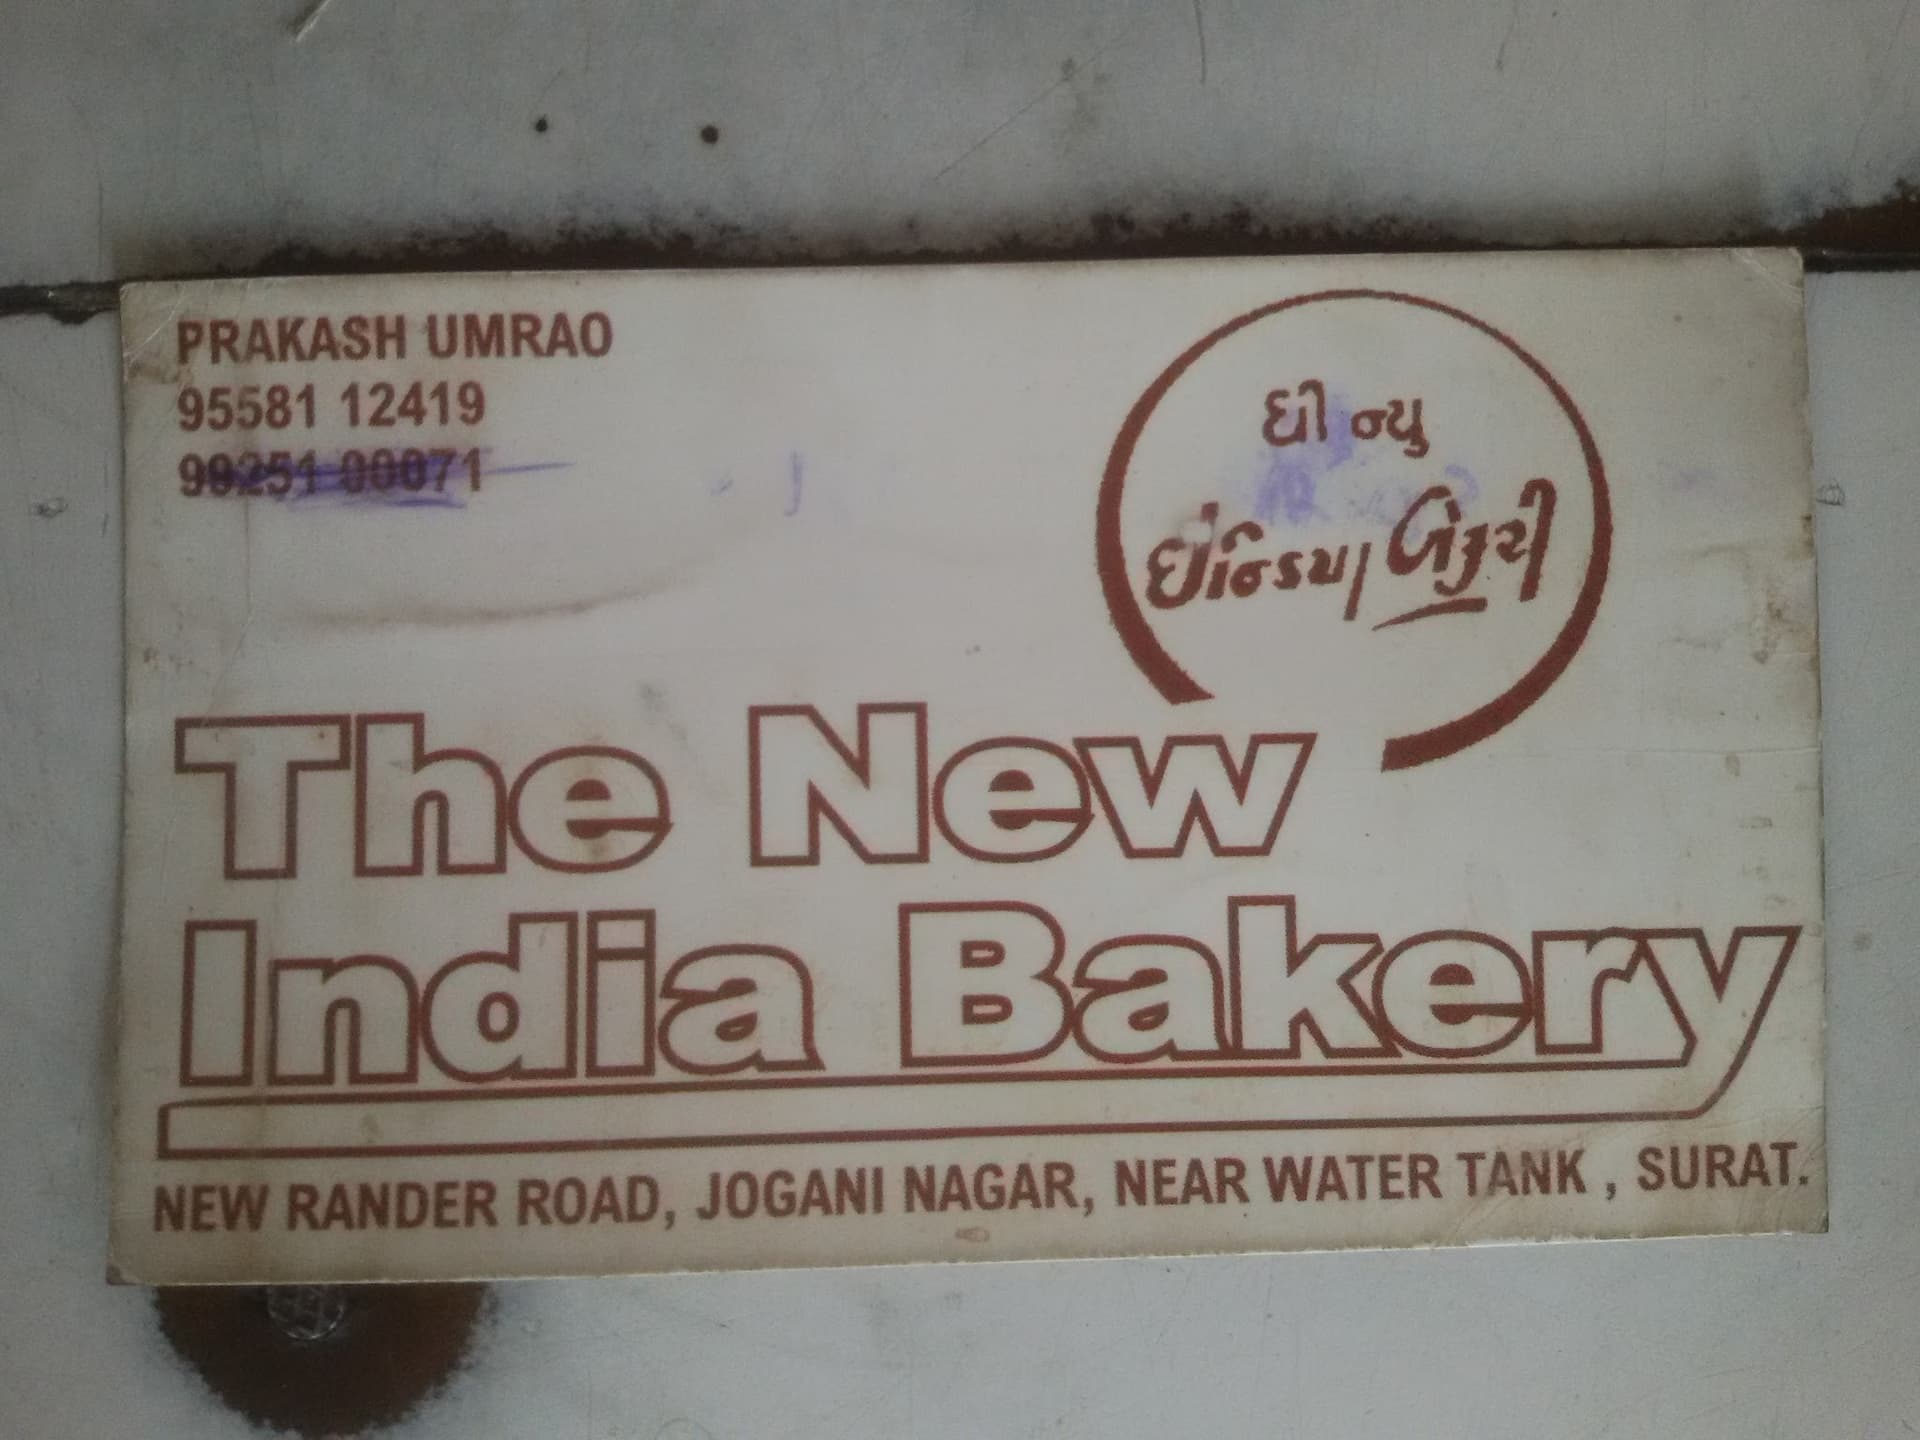 PRAKASH UMRAO
95581 12419
99251 00071
ધી ન્યુ
ઈન્ડિયા બેકરી
The New
India Bakery
NEW RANDER ROAD, JOGANI NAGAR, NEAR WATER TANK , SURAT.